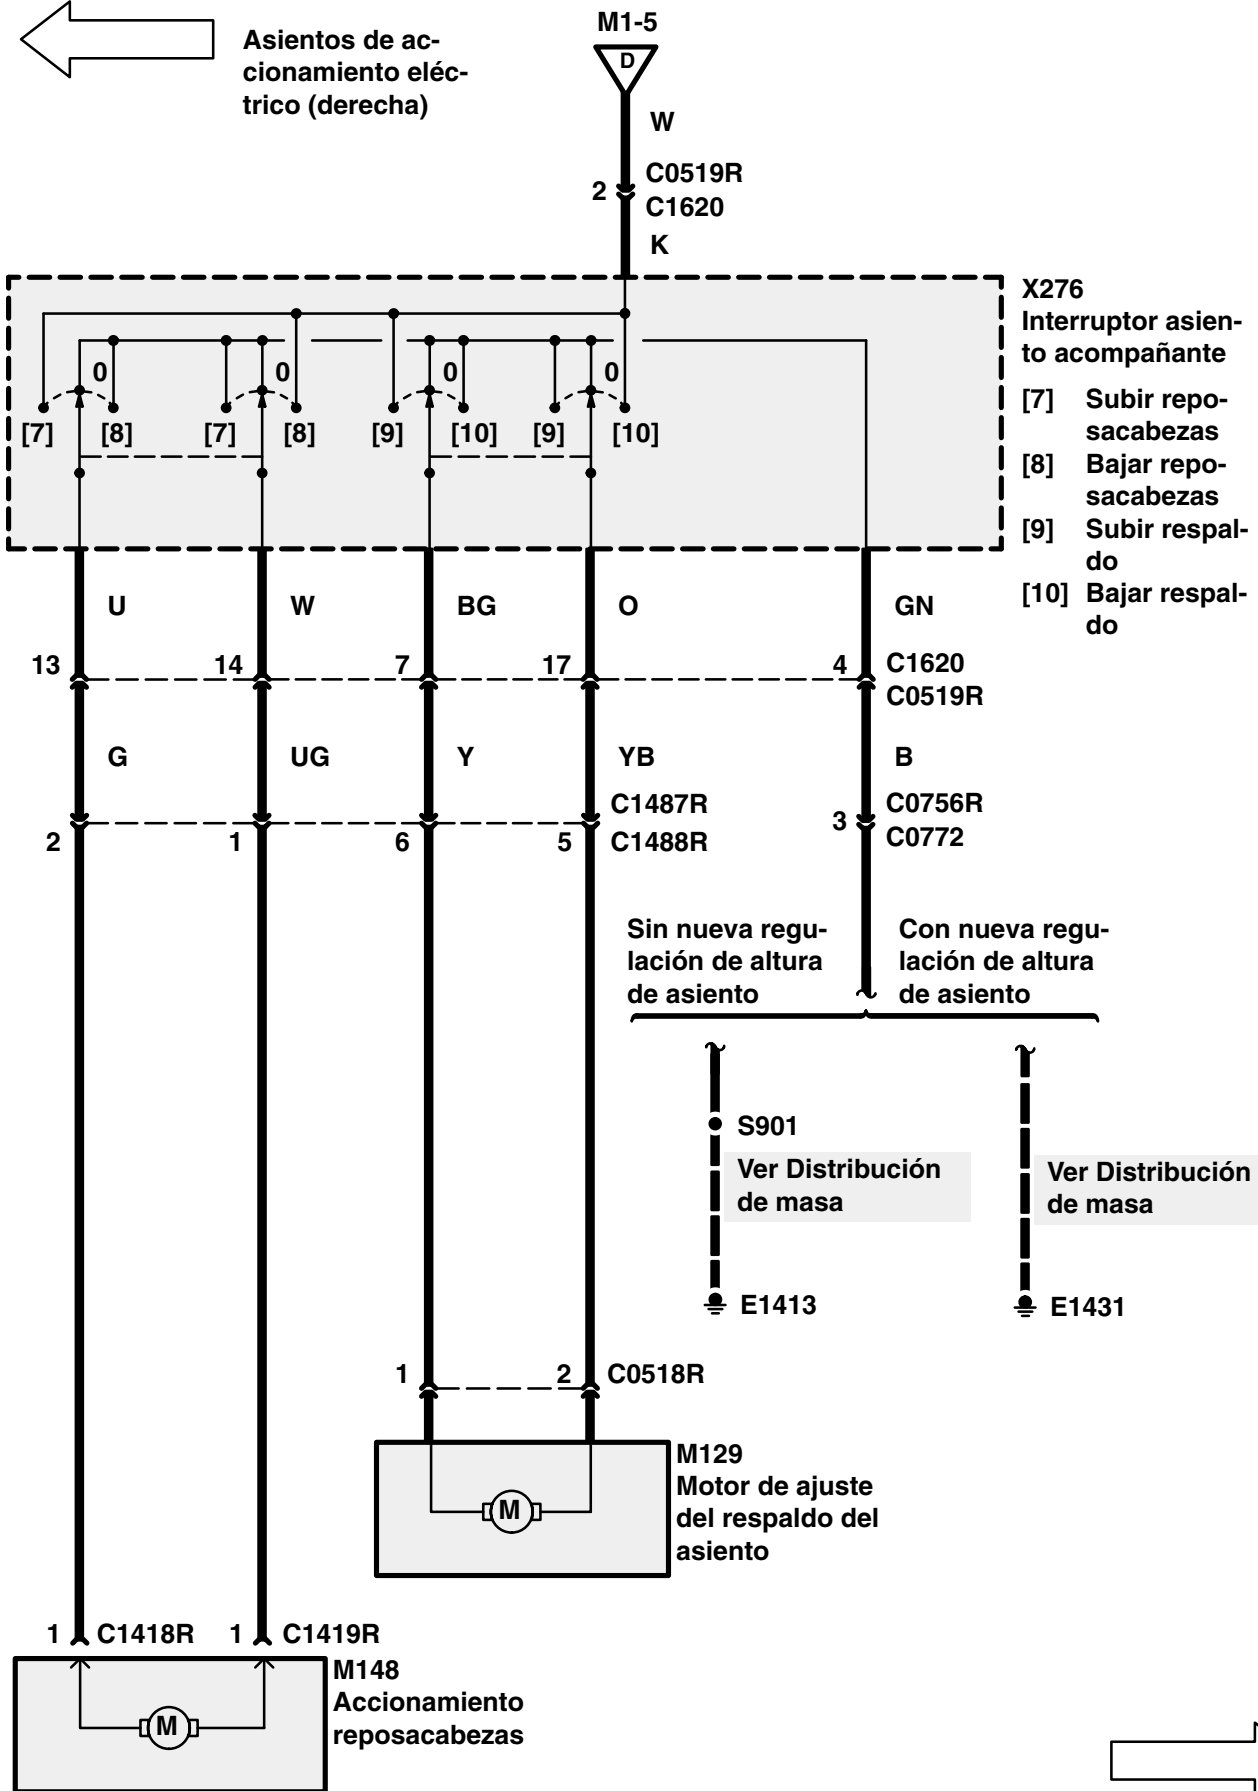 Asientos de ac-
cionamiento eléc-
trico (derecha)
M1-5
D
W
2
C0519R
C1620
K
X276
Interruptor asien-
to acompañante
[7] Subir repo-
sacabezas
[8] Bajar repo-
sacabezas
[9] Subir respal-
do
[10] Bajar respal-
do
0 0 0 0
[7] [8] [7] [8] [9] [10] [9] [10]
U W BG O GN
13 14 7 17 4 C1620
C0519R
G UG Y YB B
C1487R
C0756R
3
C0772
2 1 6 5 C1488R
Sin nueva regu-
lación de altura
de asiento
Con nueva regu-
lación de altura
de asiento
S901
Ver Distribución
de masa
Ver Distribución
de masa
E1413
E1431
1 2 C0518R
M129
Motor de ajuste
del respaldo del
asiento
M
1 C1418R 1 C1419R
M148
Accionamiento
reposacabezas
M